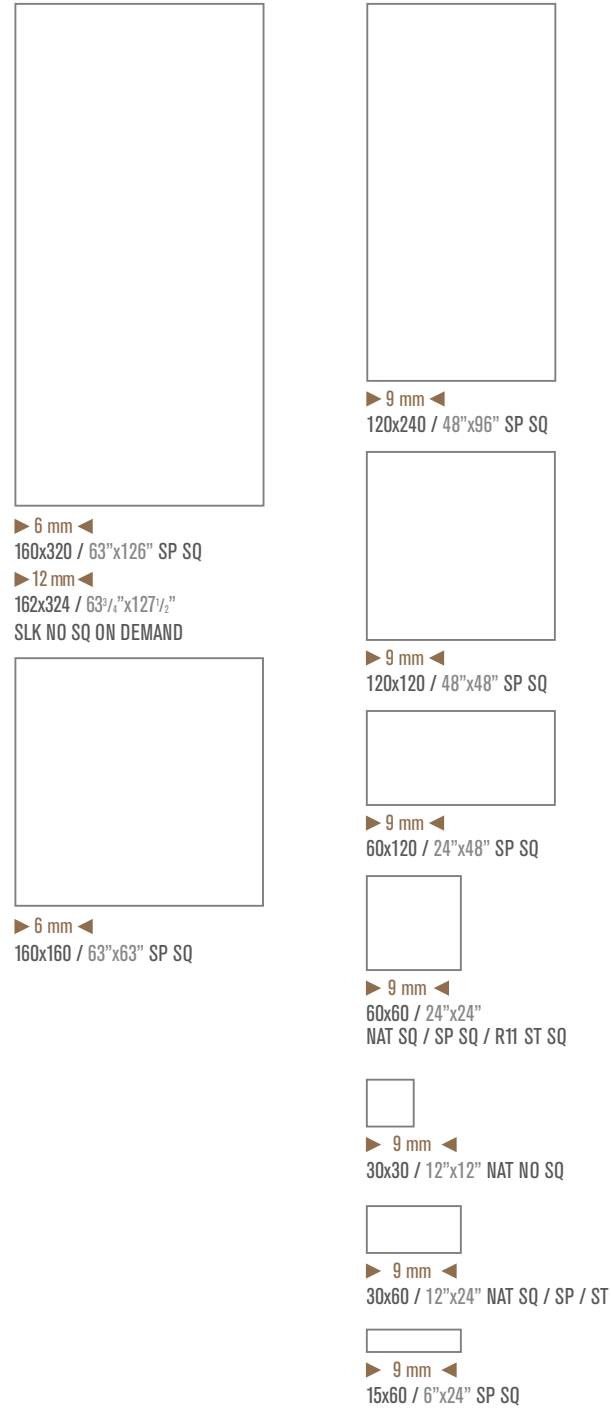 ▶ 6 mm ◀
160x320 / 63”x126” SP SQ
▶ 12 mm ◀
162x324 / 633/4”x1271/2”
SLK NO SQ ON DEMAND
▶ 6 mm ◀
160x160 / 63”x63” SP SQ
▶ 9 mm ◀
120x240 / 48”x96” SP SQ
▶ 9 mm ◀
120x120 / 48”x48” SP SQ
▶ 9 mm ◀
60x120 / 24”x48” SP SQ
▶ 9 mm ◀
60x60 / 24”x24”
NAT SQ / SP SQ / R11 ST SQ
▶ 9 mm ◀
30x30 / 12”x12” NAT NO SQ
▶ 9 mm ◀
30x60 / 12”x24” NAT SQ / SP / ST
▶ 9 mm ◀
15x60 / 6”x24” SP SQ